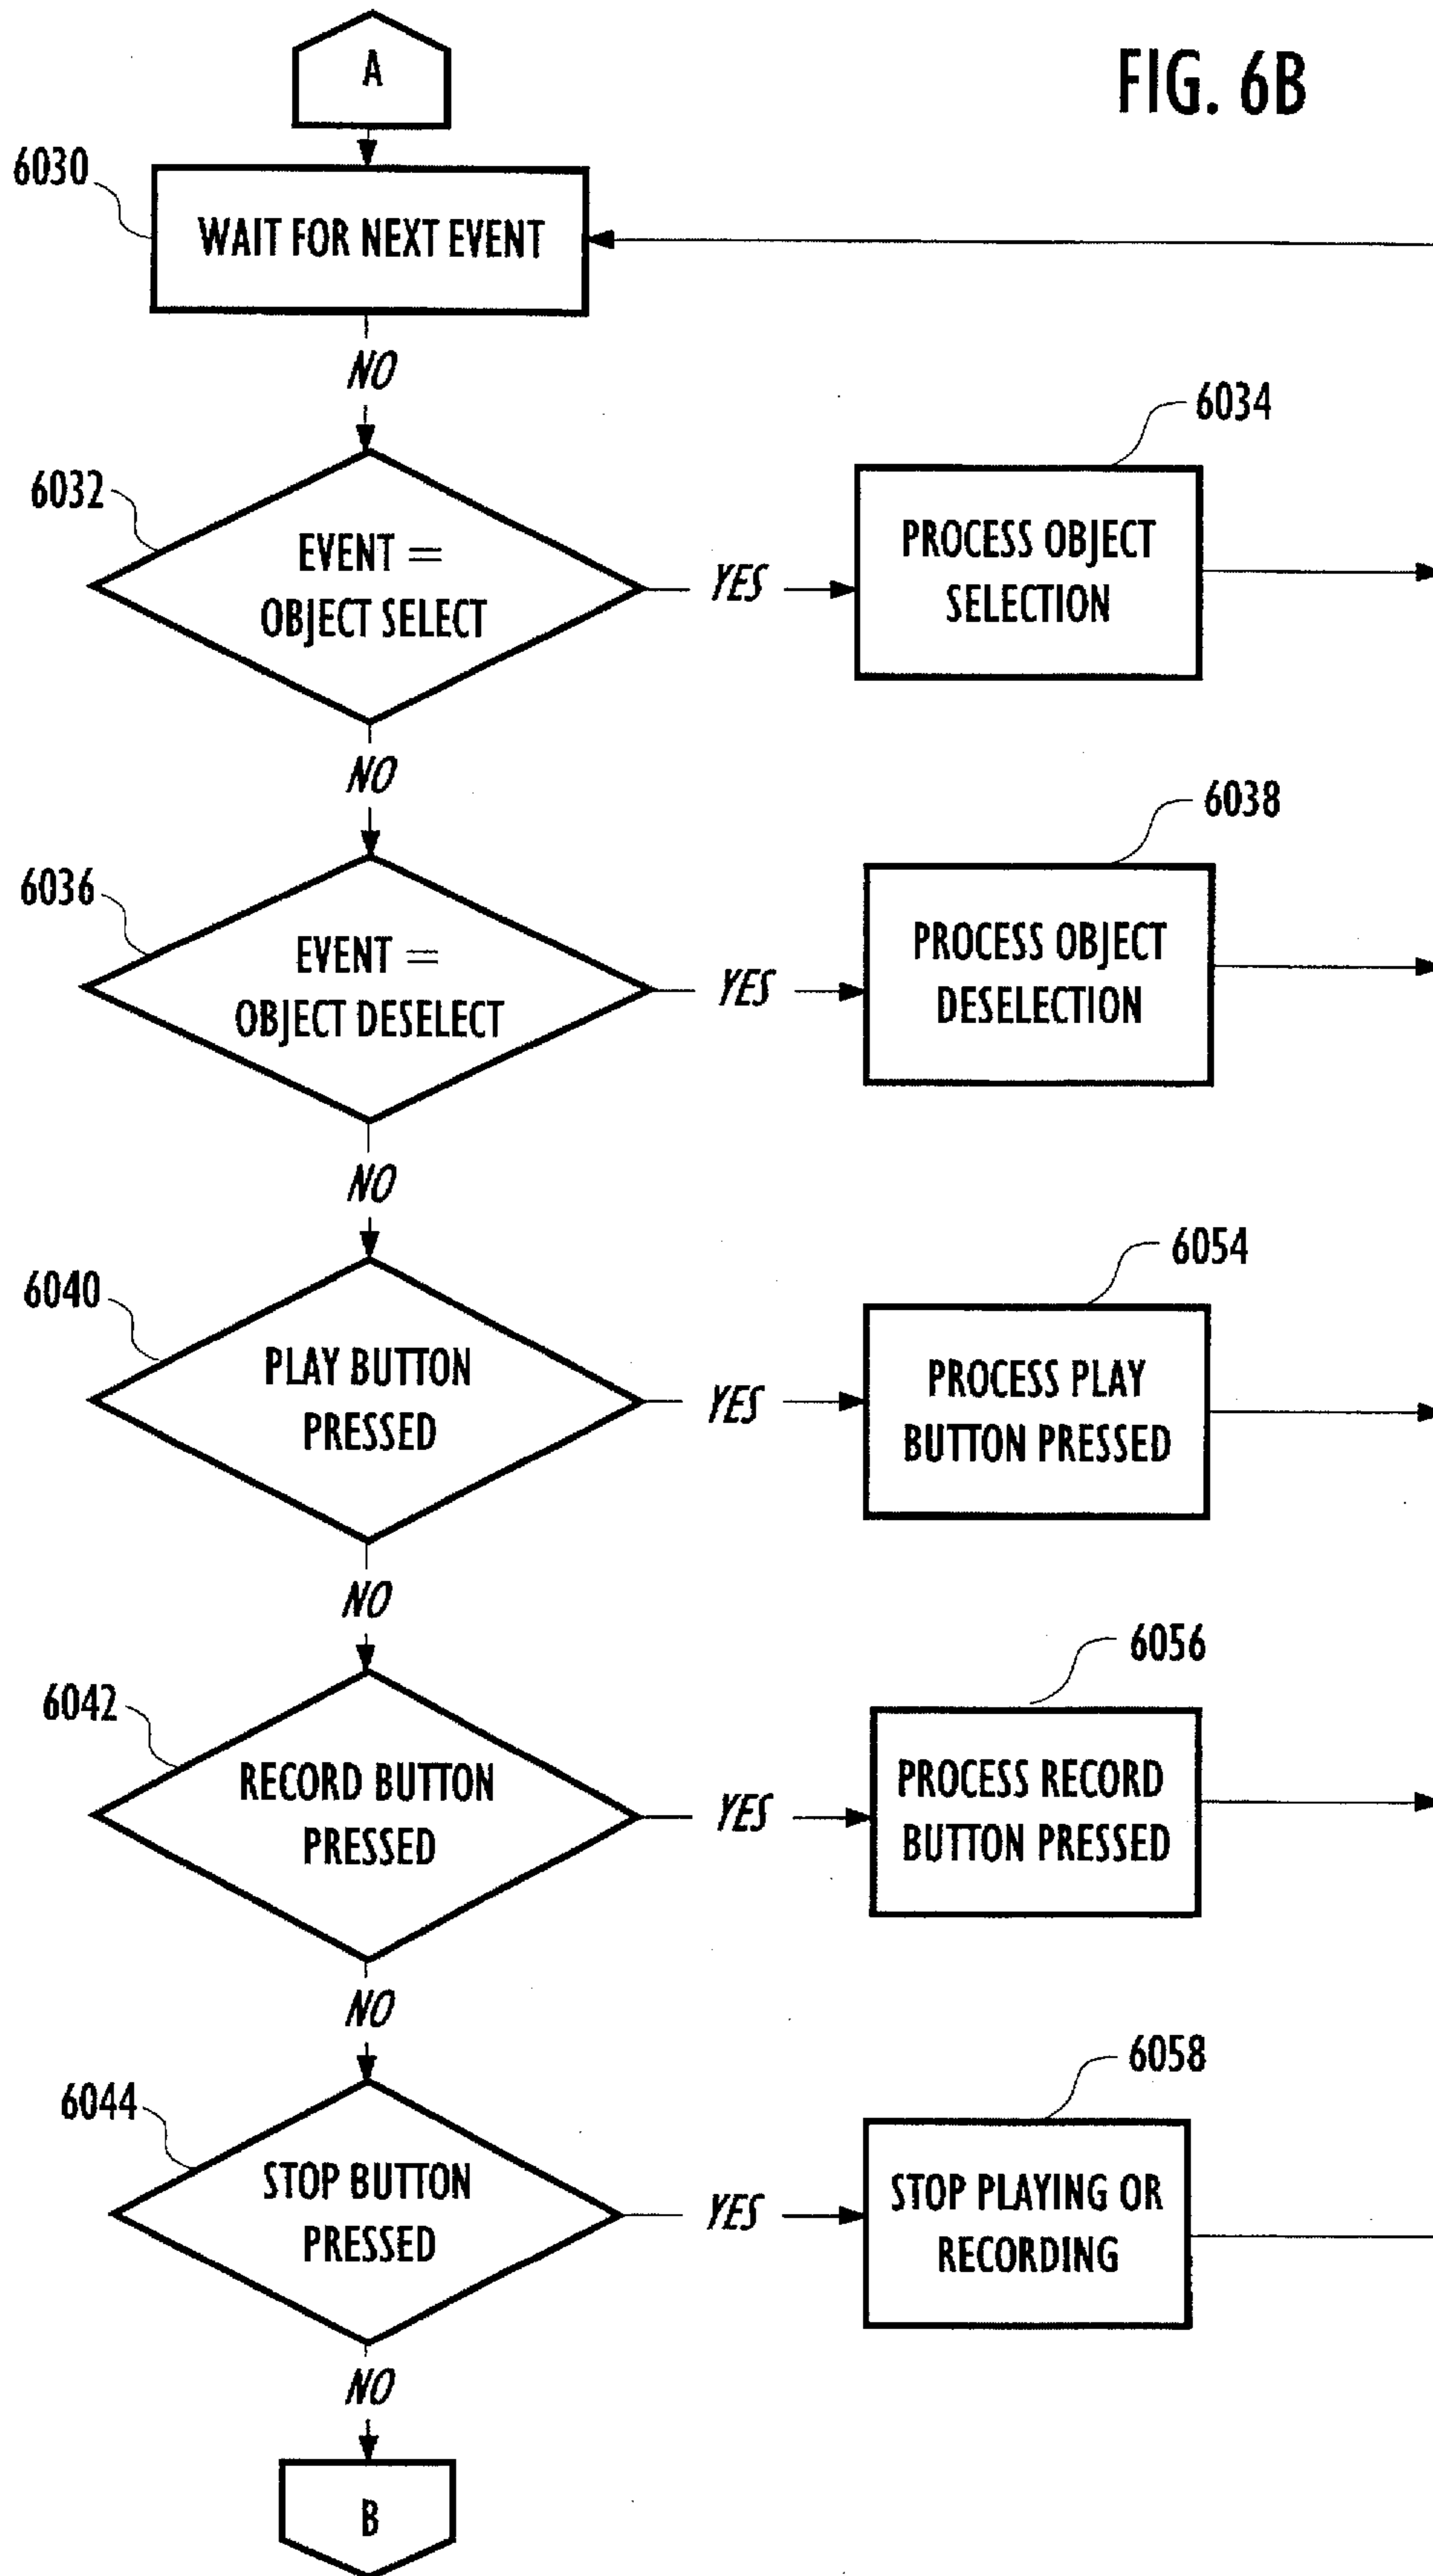 FIG. 6B
A
6030
WAIT FOR NEXT EVENT
NO
6032
EVENT =
OBJECT SELECT
YES
6034
PROCESS OBJECT
SELECTION
NO
6036
EVENT =
OBJECT DESELECT
YES
6038
PROCESS OBJECT
DESELECTION
NO
6040
PLAY BUTTON
PRESSED
YES
6054
PROCESS PLAY
BUTTON PRESSED
NO
6042
RECORD BUTTON
PRESSED
YES
6056
PROCESS RECORD
BUTTON PRESSED
NO
6044
STOP BUTTON
PRESSED
YES
6058
STOP PLAYING OR
RECORDING
NO
B